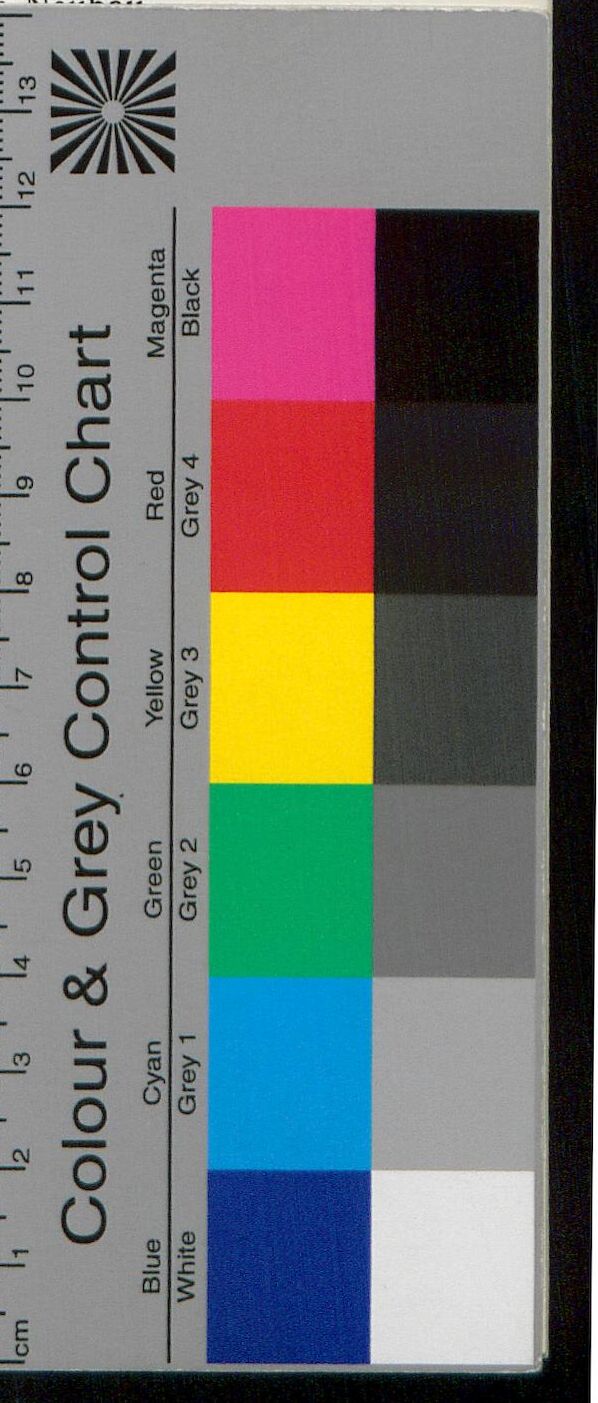 cm 1 2 3 4 5 6 7 8 9 10 11 12 13
Colour & Grey Control Chart
Blue Cyan Green Yellow Red Magenta
White Grey 1 Grey 2 Grey 3 Grey 4 Black